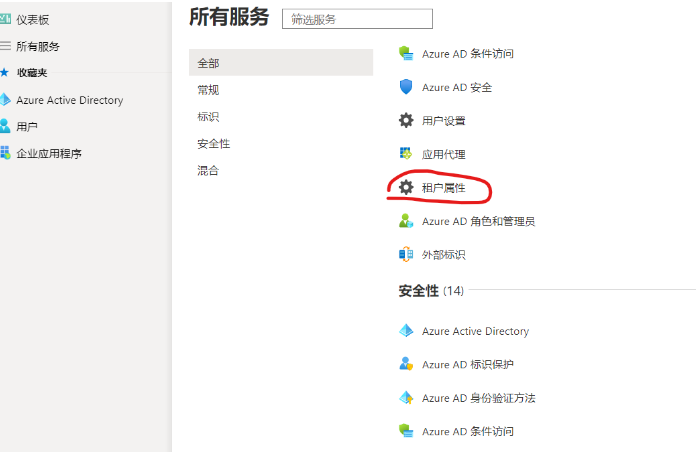 仪表板
所有服务
收藏夹
Azure Active Directory
用户
企业应用程序
所有服务
筛选服务
全部
常规
标识
安全性
混合
Azure AD 条件访问
Azure AD 安全
用户设置
应用代理
租户属性
Azure AD 角色和管理员
外部标识
安全性 (14)
Azure Active Directory
Azure AD 标识保护
Azure AD 身份验证方法
Azure AD 条件访问